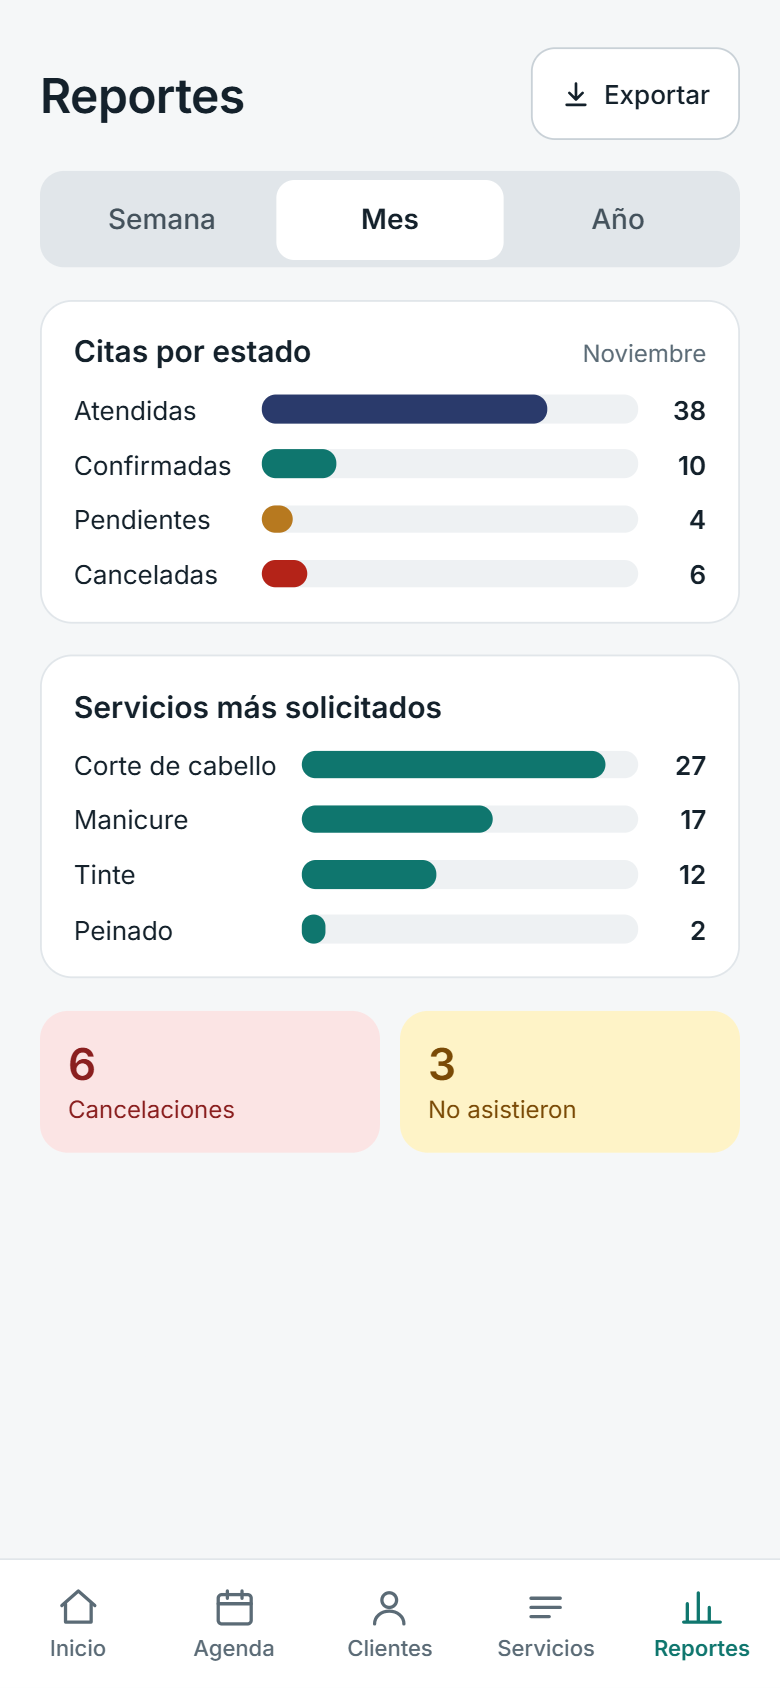 Reportes
Exportar
Semana Mes Año
Citas por estado Noviembre
Atendidas 38
Confirmadas 10
Pendientes 4
Canceladas 6
Servicios más solicitados
Corte de cabello 27
Manicure 17
Tinte 12
Peinado 2
6
Cancelaciones
3
No asistieron
Inicio Agenda Clientes Servicios Reportes